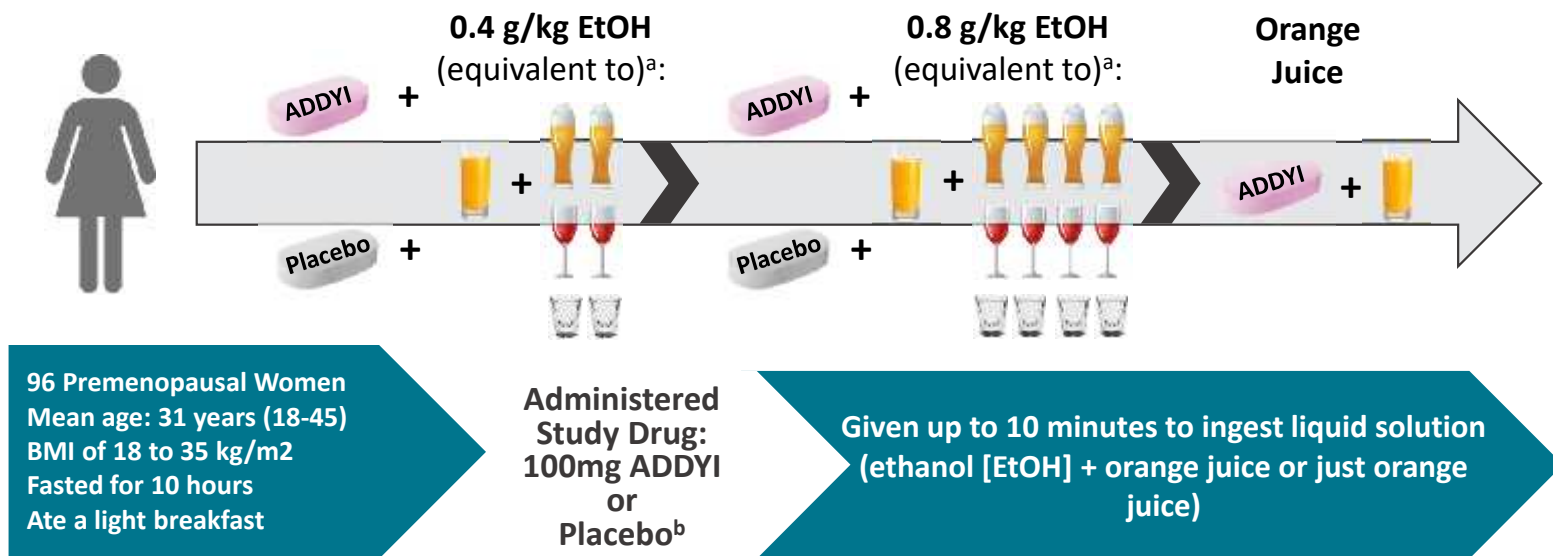 0.4 g/kg EtOH
(equivalent to)ᵃ:
0.8 g/kg EtOH
(equivalent to)ᵃ:
Orange
Juice
ADDYI
+
ADDYI
+
+
+
ADDYI
+
Placebo
+
Placebo
+
96 Premenopausal Women
Mean age: 31 years (18-45)
BMI of 18 to 35 kg/m2
Fasted for 10 hours
Ate a light breakfast
Administered
Study Drug:
100mg ADDYI
or
Placeboᵇ
Given up to 10 minutes to ingest liquid solution
(ethanol [EtOH] + orange juice or just orange
juice)